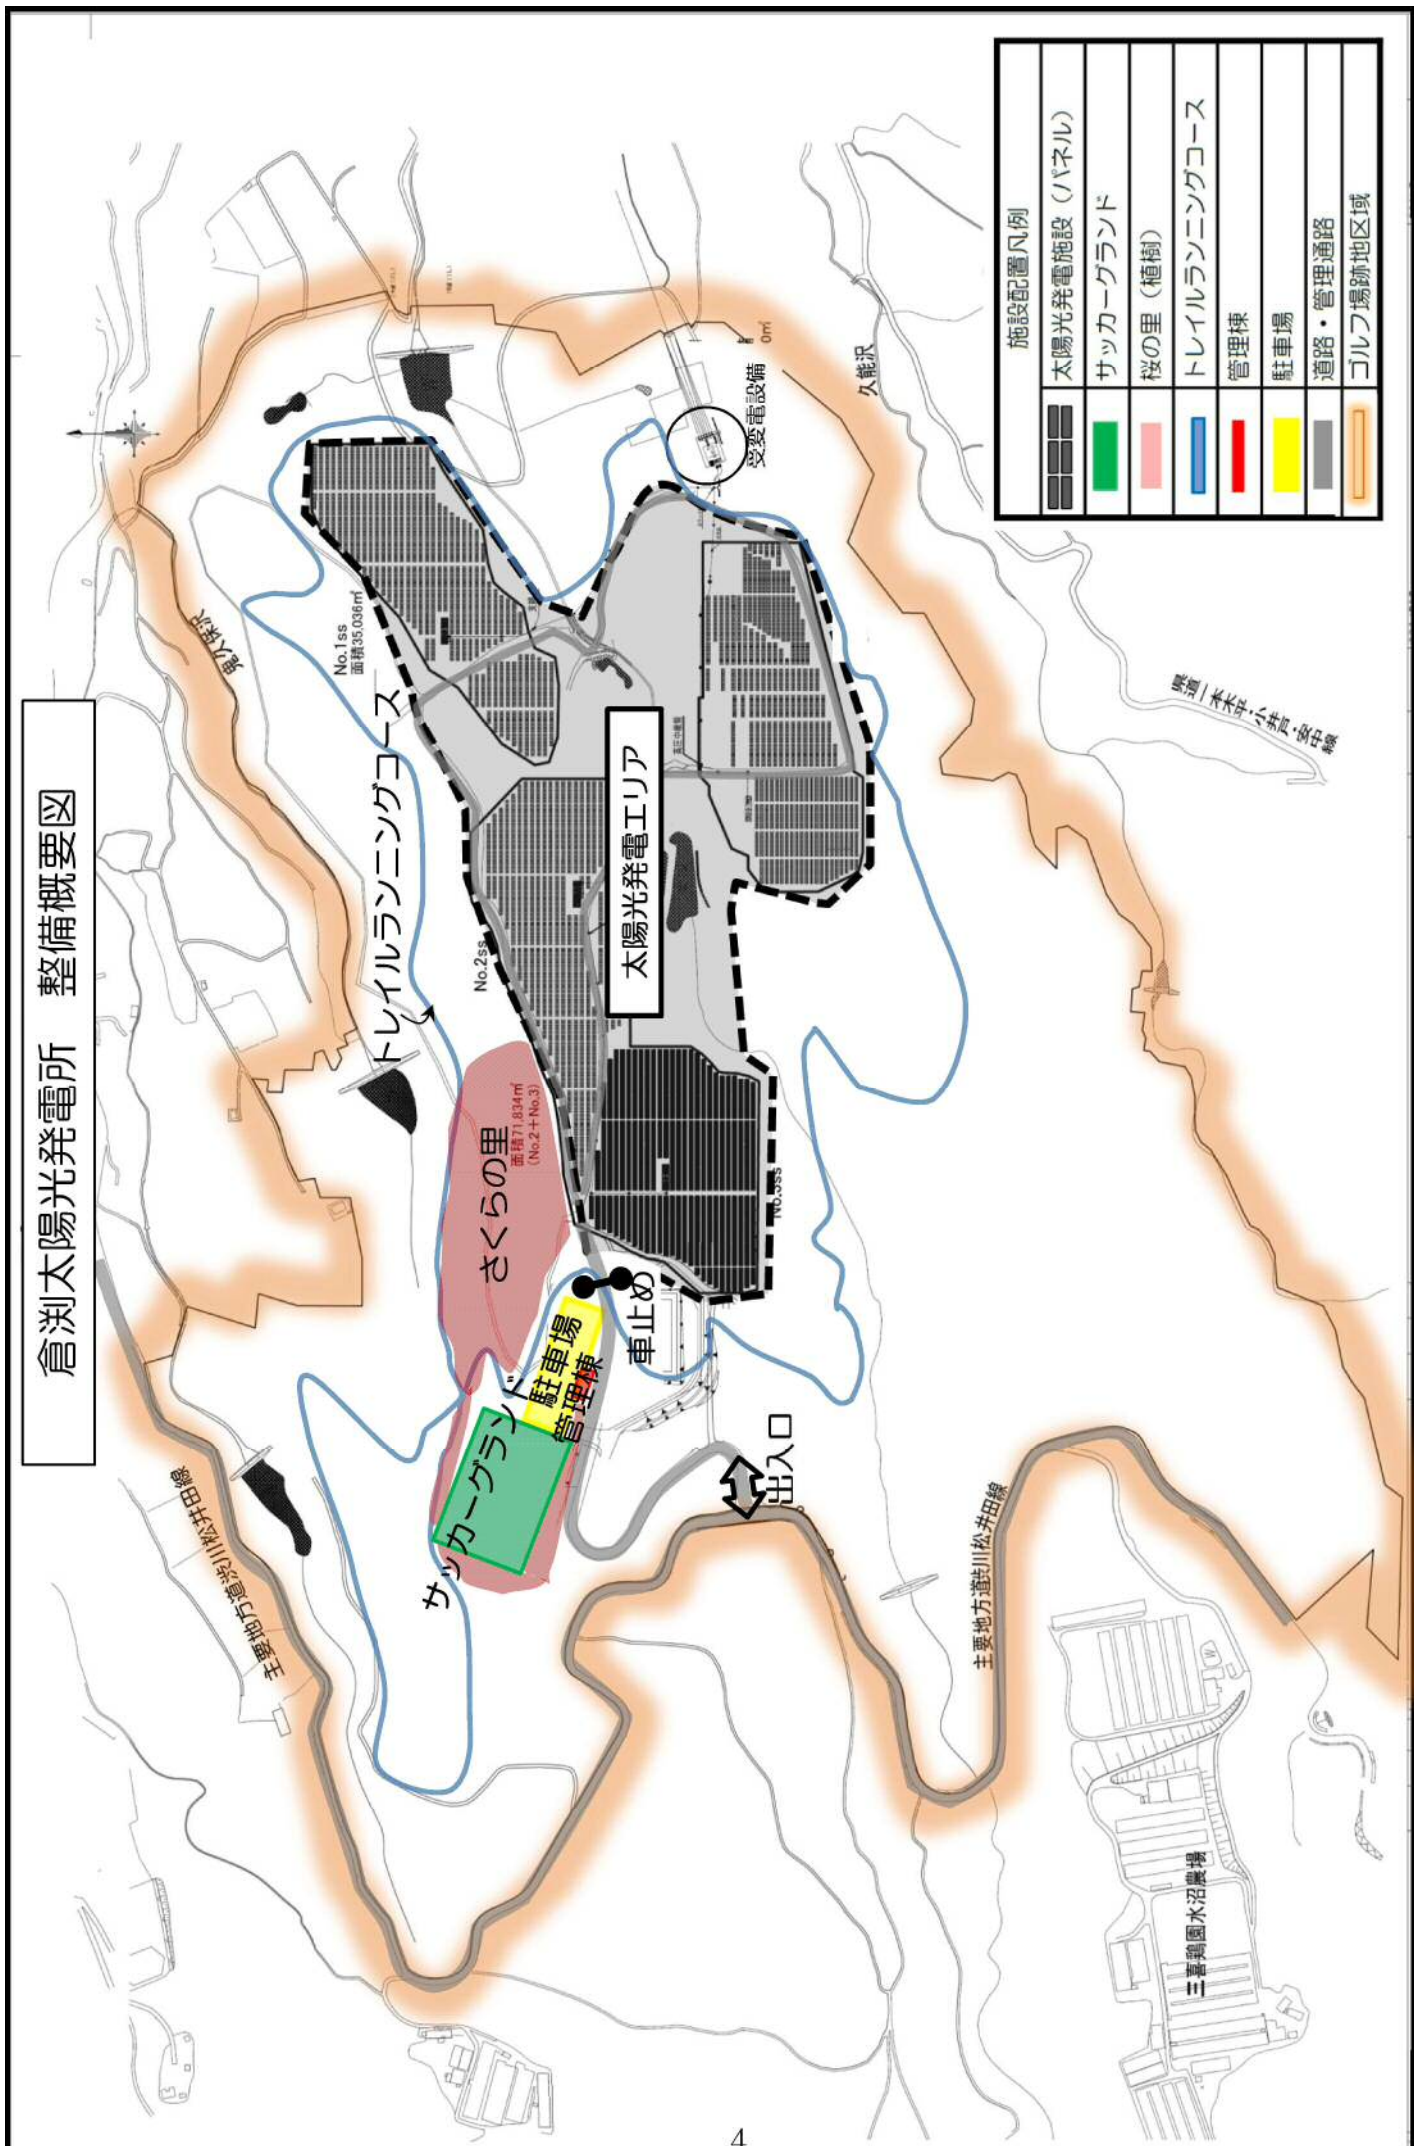 倉渕太陽光発電所　整備概要図
施設配置凡例
太陽光発電施設（パネル）
サッカーグランド
桜の里（植樹）
トレイルランニングコース
管理棟
駐車場
道路・管理通路
ゴルフ場跡地区域
主要地方道渋川松井田線
鬼久保沢
トレイルランニングコース
No.1ss
面積35,036㎡
No.2ss
さくらの里
面積71,834㎡
(No.2＋No.3)
サッカーグランド
駐車場
管理棟
車止め
太陽光発電エリア
No.3ss
受変電設備
0㎡
久能沢
出入口
主要地方道渋川松井田線
県道一本木平・小井戸・安中線
三喜鶏園水沼農場
4